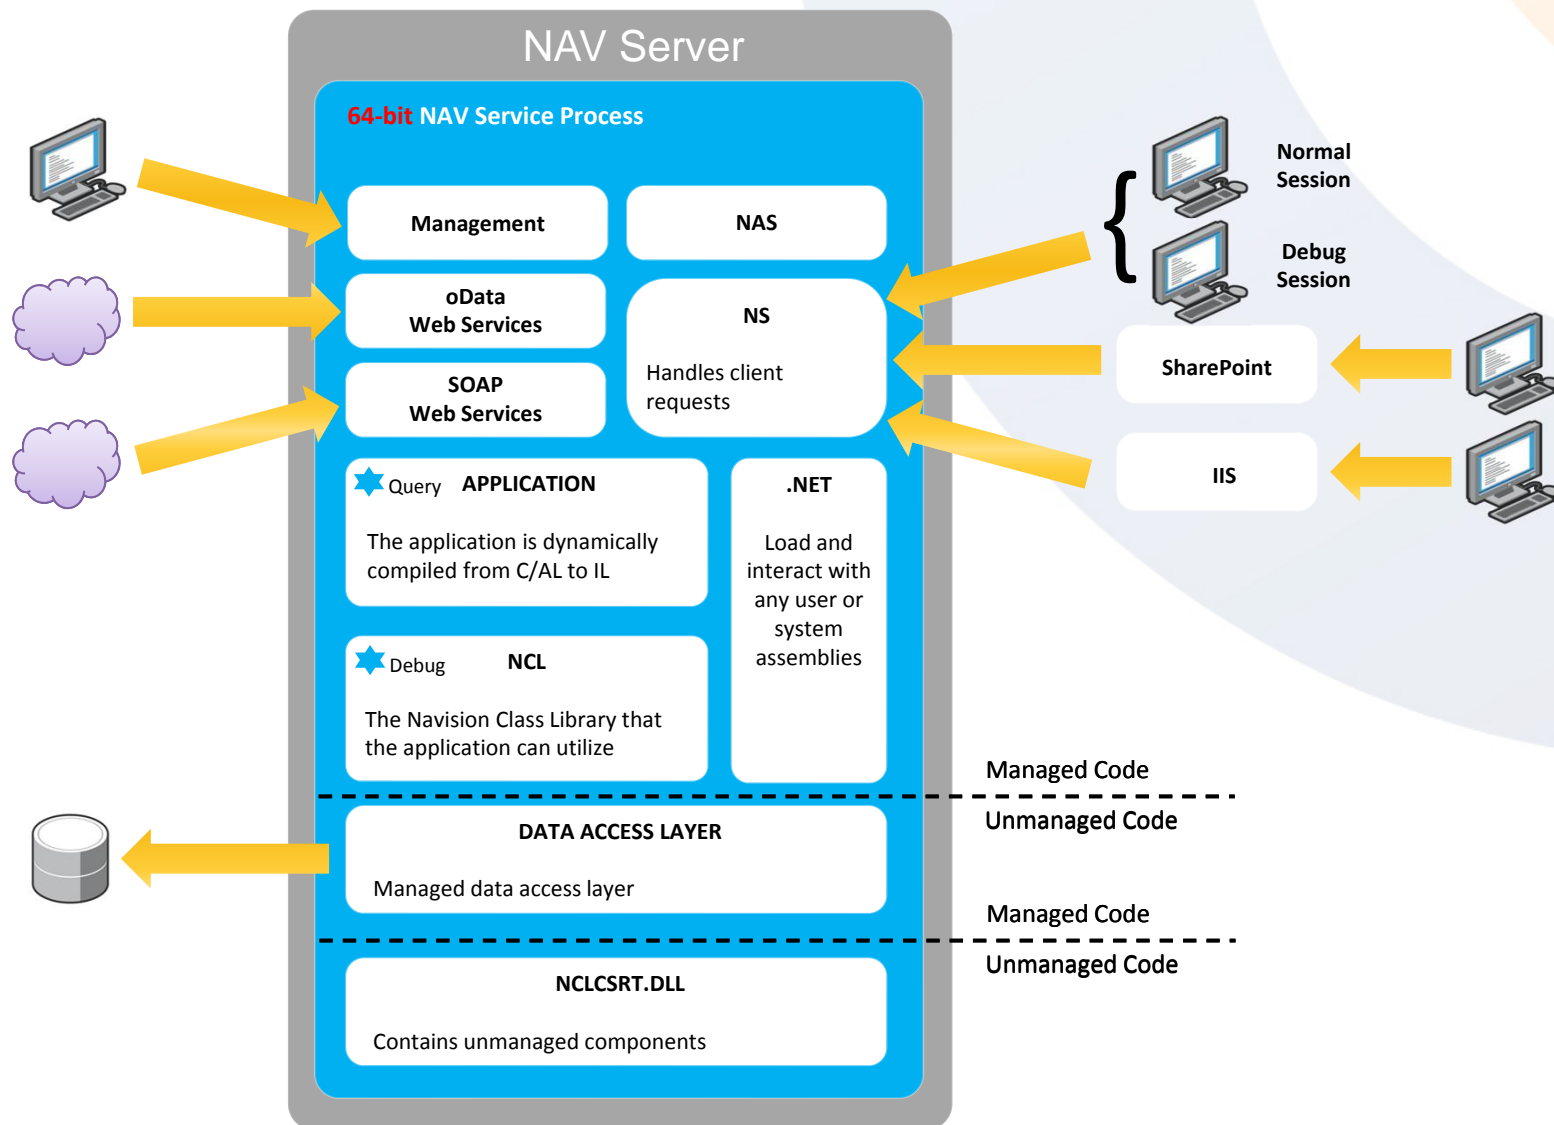 NAV Server
64-bit NAV Service Process
Management
NAS
oData
Web Services
SOAP
Web Services
NS
Handles client
requests
Normal
Session
Debug
Session
SharePoint
IIS
Query APPLICATION
The application is dynamically
compiled from C/AL to IL
.NET
Load and
interact with
any user or
system
assemblies
Debug NCL
The Navision Class Library that
the application can utilize
Managed Code
Unmanaged Code
DATA ACCESS LAYER
Managed data access layer
Managed Code
Unmanaged Code
NCLCSRT.DLL
Contains unmanaged components